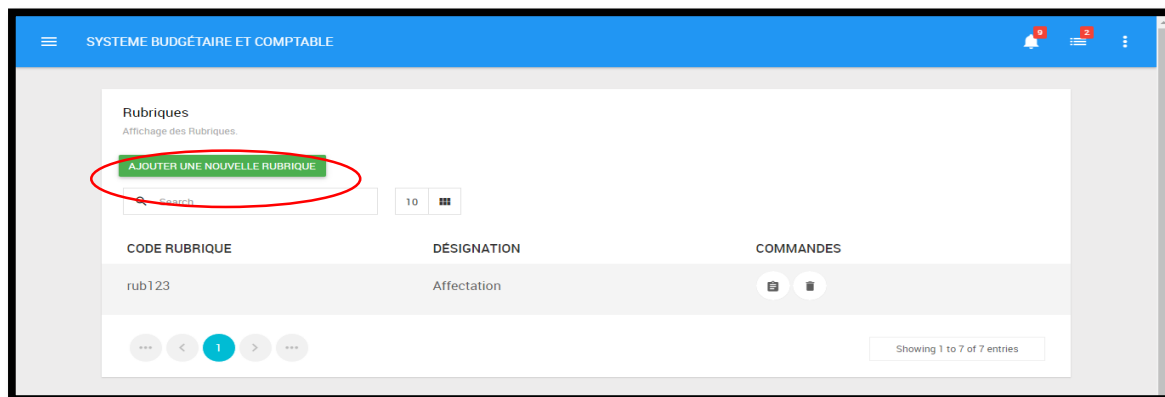 SYSTEME BUDGÉTAIRE ET COMPTABLE
9
2
Rubriques
Affichage des Rubriques.
AJOUTER UNE NOUVELLE RUBRIQUE
Search
10
CODE RUBRIQUE DÉSIGNATION COMMANDES
rub123 Affectation
1
Showing 1 to 7 of 7 entries